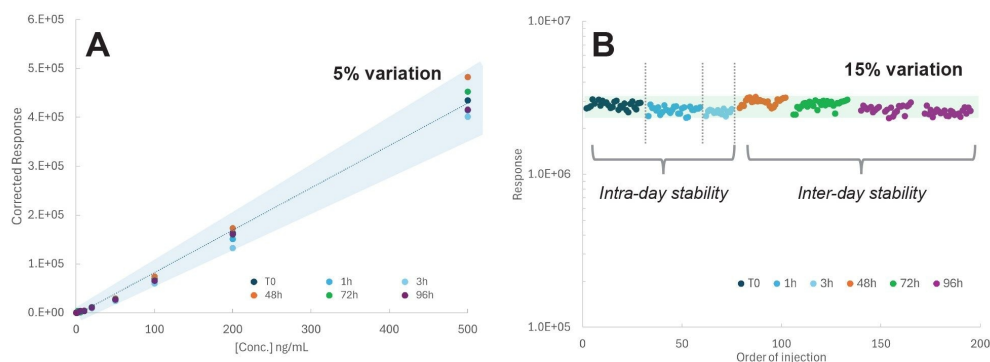 A
5% variation
Corrected Response
6.E+05
5.E+05
4.E+05
3.E+05
2.E+05
1.E+05
0.E+00
0 100 200 300 400 500
[Conc.] ng/mL
T0 1h 3h
48h 72h 96h
B
15% variation
Response
1.0E+07
1.0E+06
1.0E+05
Intra-day stability
Inter-day stability
T0 1h 3h 48h 72h 96h
0 50 100 150 200
Order of injection